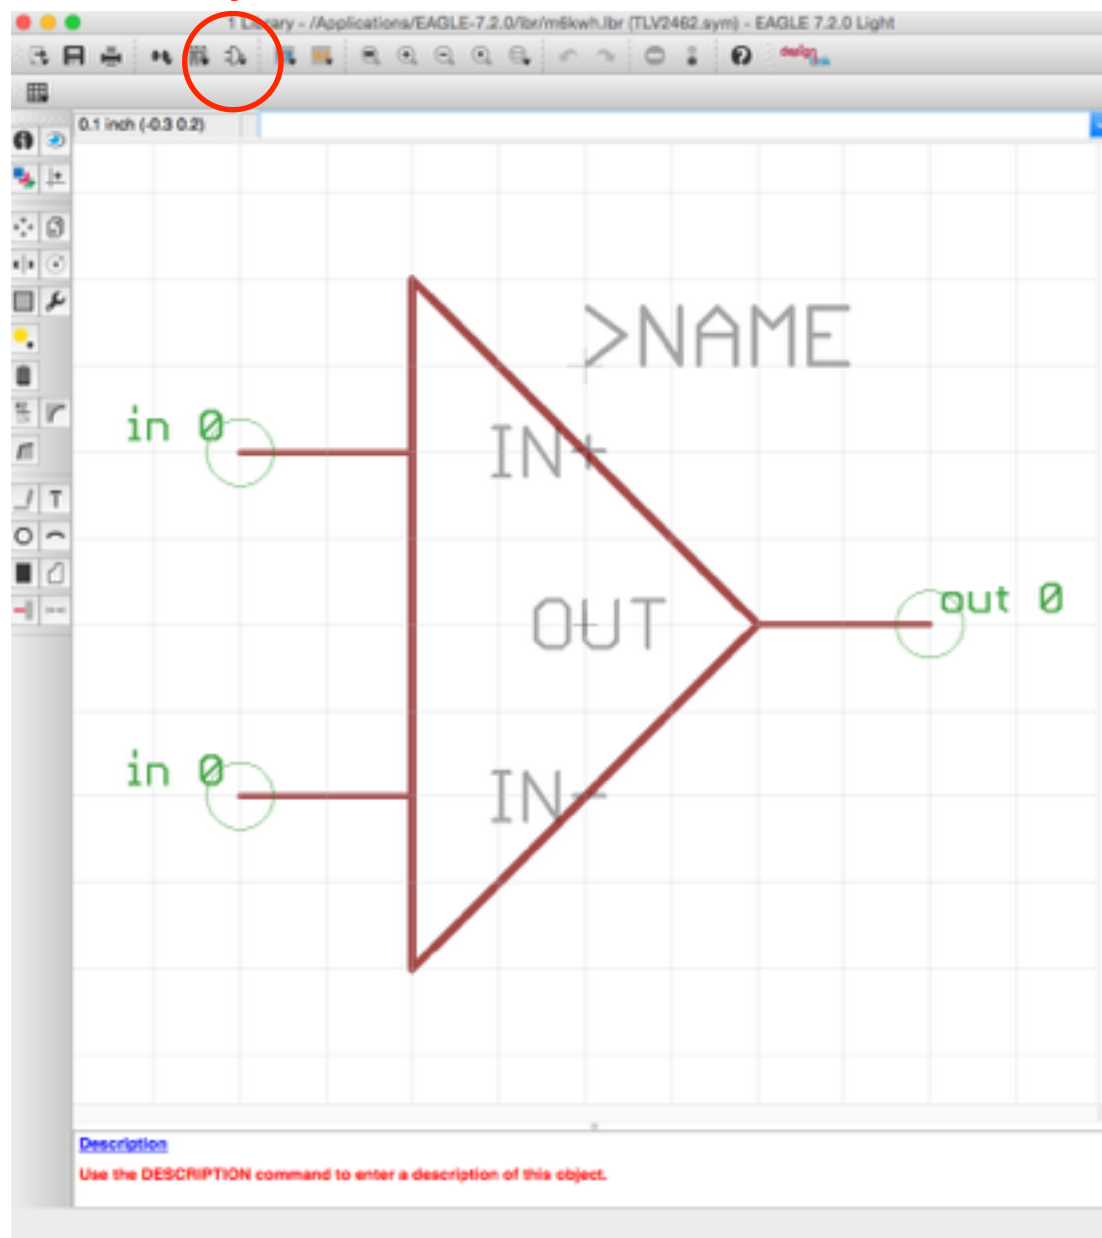 1 Library - /Applications/EAGLE-7.2.0/lbr/m6kwh.lbr (TLV2462.sym) - EAGLE 7.2.0 Light
design link
0.1 inch (-0.3 0.2)
>NAME
in 0
IN+
out 0
OUT
in 0
IN-
Description
Use the DESCRIPTION command to enter a description of this object.